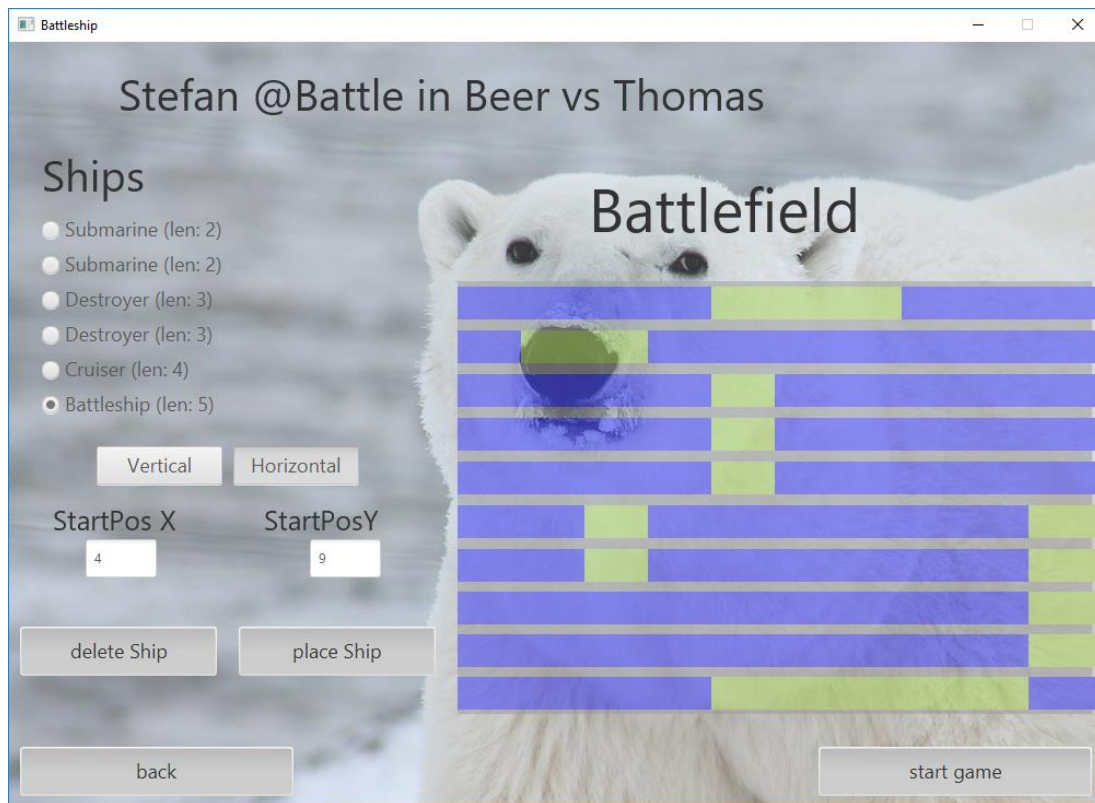 Battleship
Stefan @Battle in Beer vs Thomas
Ships
Battlefield
Submarine (len: 2)
Submarine (len: 2)
Destroyer (len: 3)
Destroyer (len: 3)
Cruiser (len: 4)
Battleship (len: 5)
Vertical Horizontal
StartPos X StartPosY
4 9
delete Ship place Ship
back start game